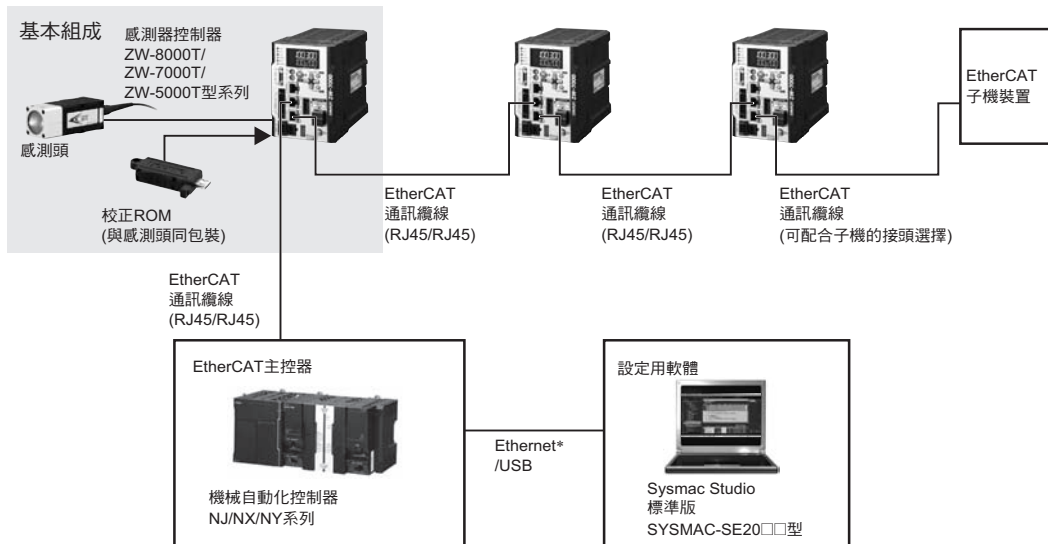 基本組成
感測器控制器
ZW-8000T/
ZW-7000T/
ZW-5000T型系列
感測頭
校正ROM
(與感測頭同包裝)
EtherCAT
通訊纜線
(RJ45/RJ45)
EtherCAT
通訊纜線
(RJ45/RJ45)
EtherCAT
通訊纜線
(可配合子機的接頭選擇)
EtherCAT
子機裝置
EtherCAT
通訊纜線
(RJ45/RJ45)
EtherCAT主控器
機械自動化控制器
NJ/NX/NY系列
Ethernet*
/USB
設定用軟體
Sysmac Studio
標準版
SYSMAC-SE20□□型